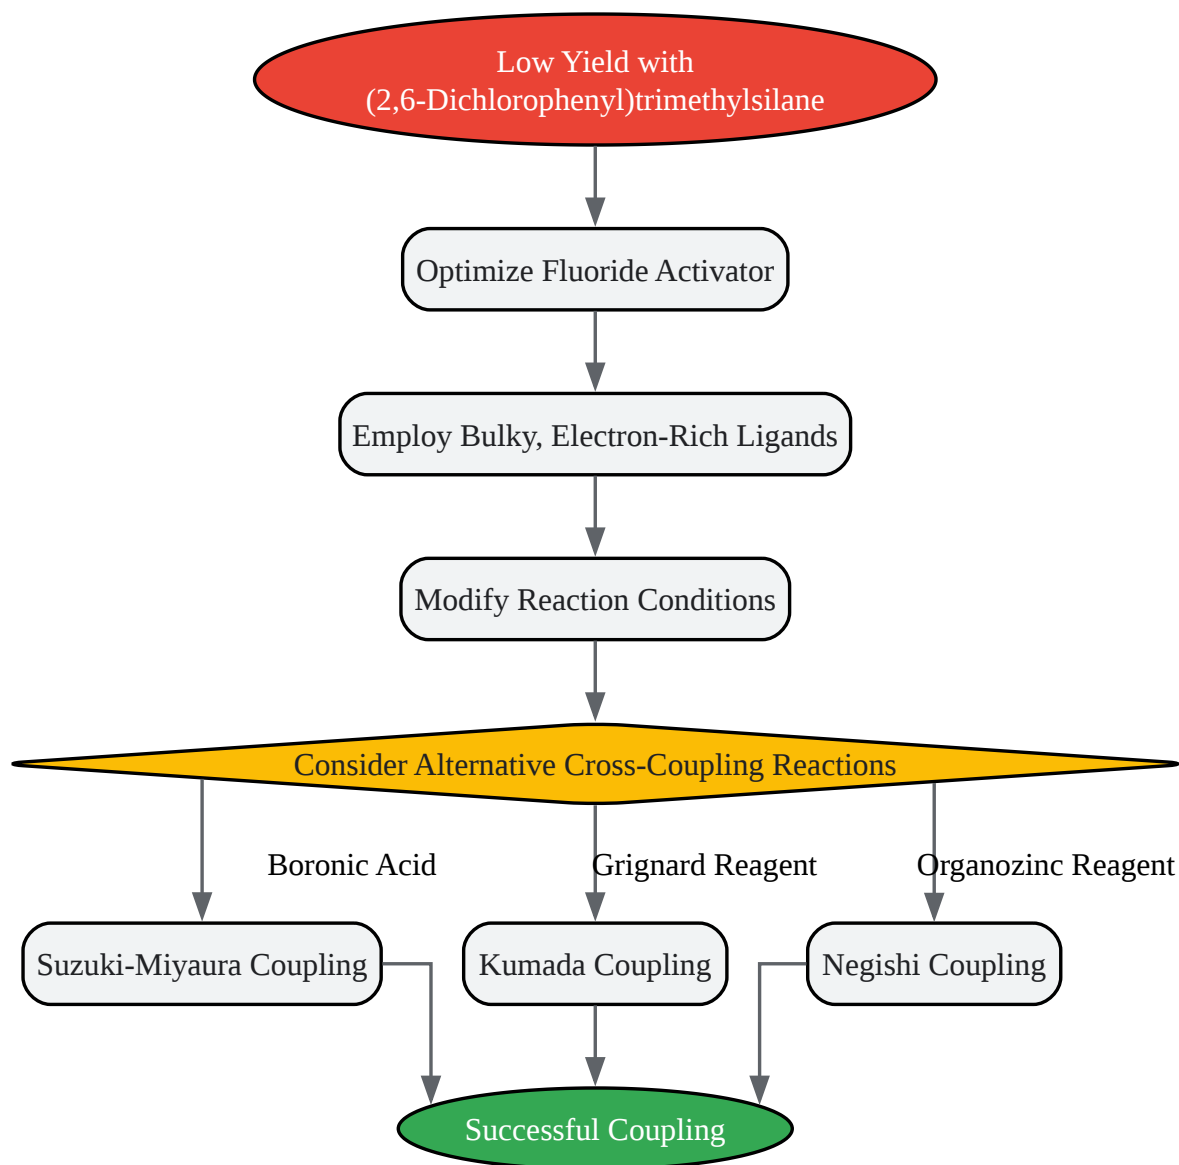 Low Yield with
(2,6-Dichlorophenyl)trimethylsilane
Optimize Fluoride Activator
Employ Bulky, Electron-Rich Ligands
Modify Reaction Conditions
Consider Alternative Cross-Coupling Reactions
Boronic Acid
Grignard Reagent
Organozinc Reagent
Suzuki-Miyaura Coupling
Kumada Coupling
Negishi Coupling
Successful Coupling